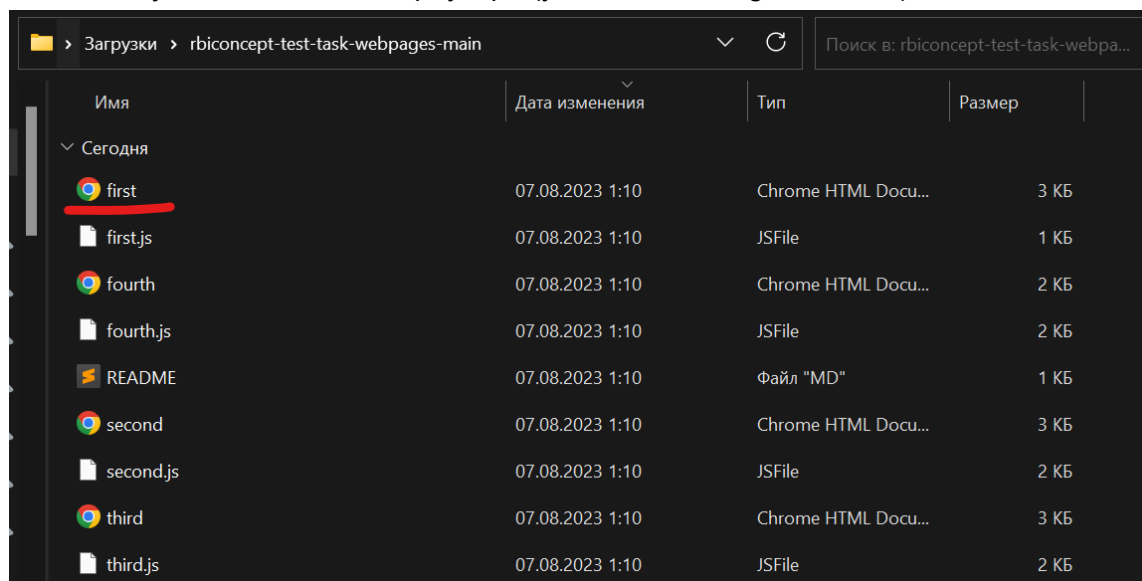 Загрузки › rbiconcept-test-task-webpages-main Поиск в: rbiconcept-test-task-webpa...
Имя Дата изменения Тип Размер
Сегодня
first 07.08.2023 1:10 Chrome HTML Docu... 3 КБ
first.js 07.08.2023 1:10 JSFile 1 КБ
fourth 07.08.2023 1:10 Chrome HTML Docu... 2 КБ
fourth.js 07.08.2023 1:10 JSFile 2 КБ
README 07.08.2023 1:10 Файл "MD" 1 КБ
second 07.08.2023 1:10 Chrome HTML Docu... 3 КБ
second.js 07.08.2023 1:10 JSFile 2 КБ
third 07.08.2023 1:10 Chrome HTML Docu... 3 КБ
third.js 07.08.2023 1:10 JSFile 2 КБ